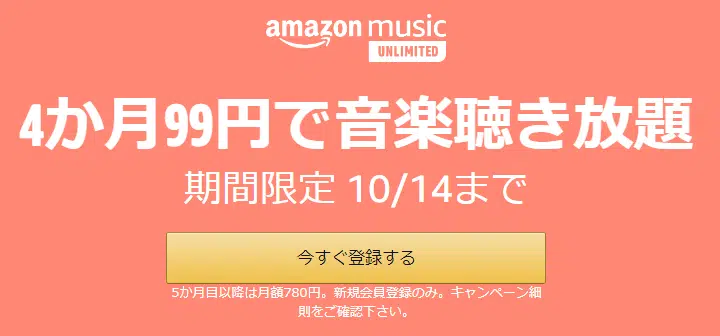 amazon music
UNLIMITED
4か月99円で音楽聴き放題
期間限定 10/14まで
今すぐ登録する
5か月目以降は月額780円。新規会員登録のみ。キャンペーン細
則をご確認下さい。